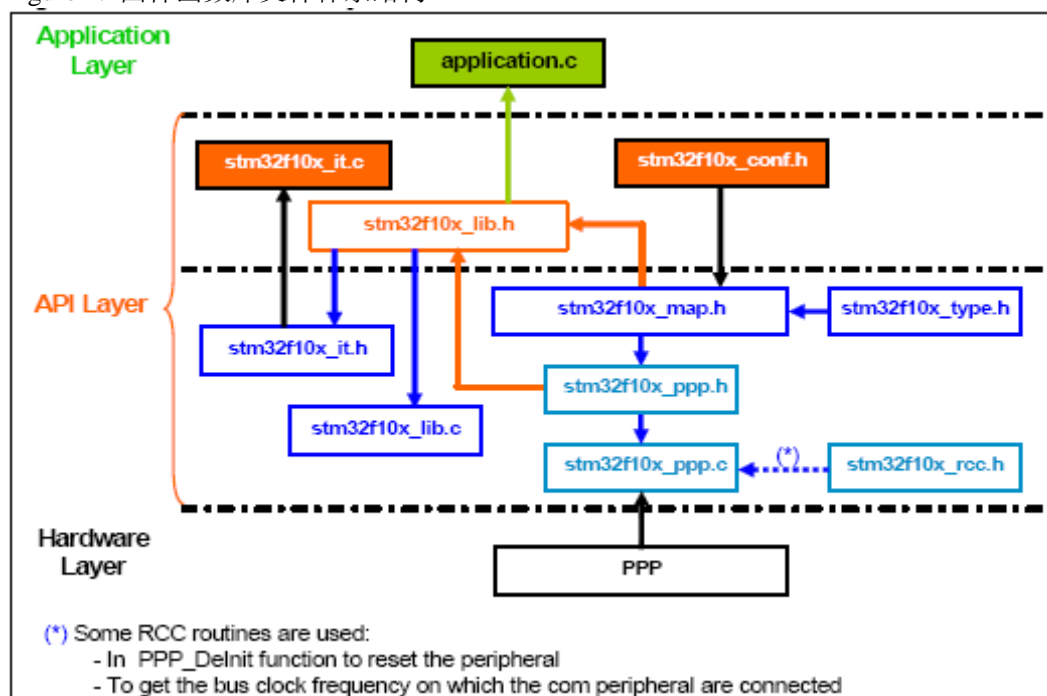 Application
Layer
application.c
stm32f10x_it.c
stm32f10x_conf.h
stm32f10x_lib.h
API Layer
stm32f10x_map.h
stm32f10x_type.h
stm32f10x_it.h
stm32f10x_ppp.h
stm32f10x_lib.c
(*)
stm32f10x_ppp.c
stm32f10x_rcc.h
Hardware
Layer
PPP
(*) Some RCC routines are used:
- In PPP_DeInit function to reset the peripheral
- To get the bus clock frequency on which the com peripheral are connected